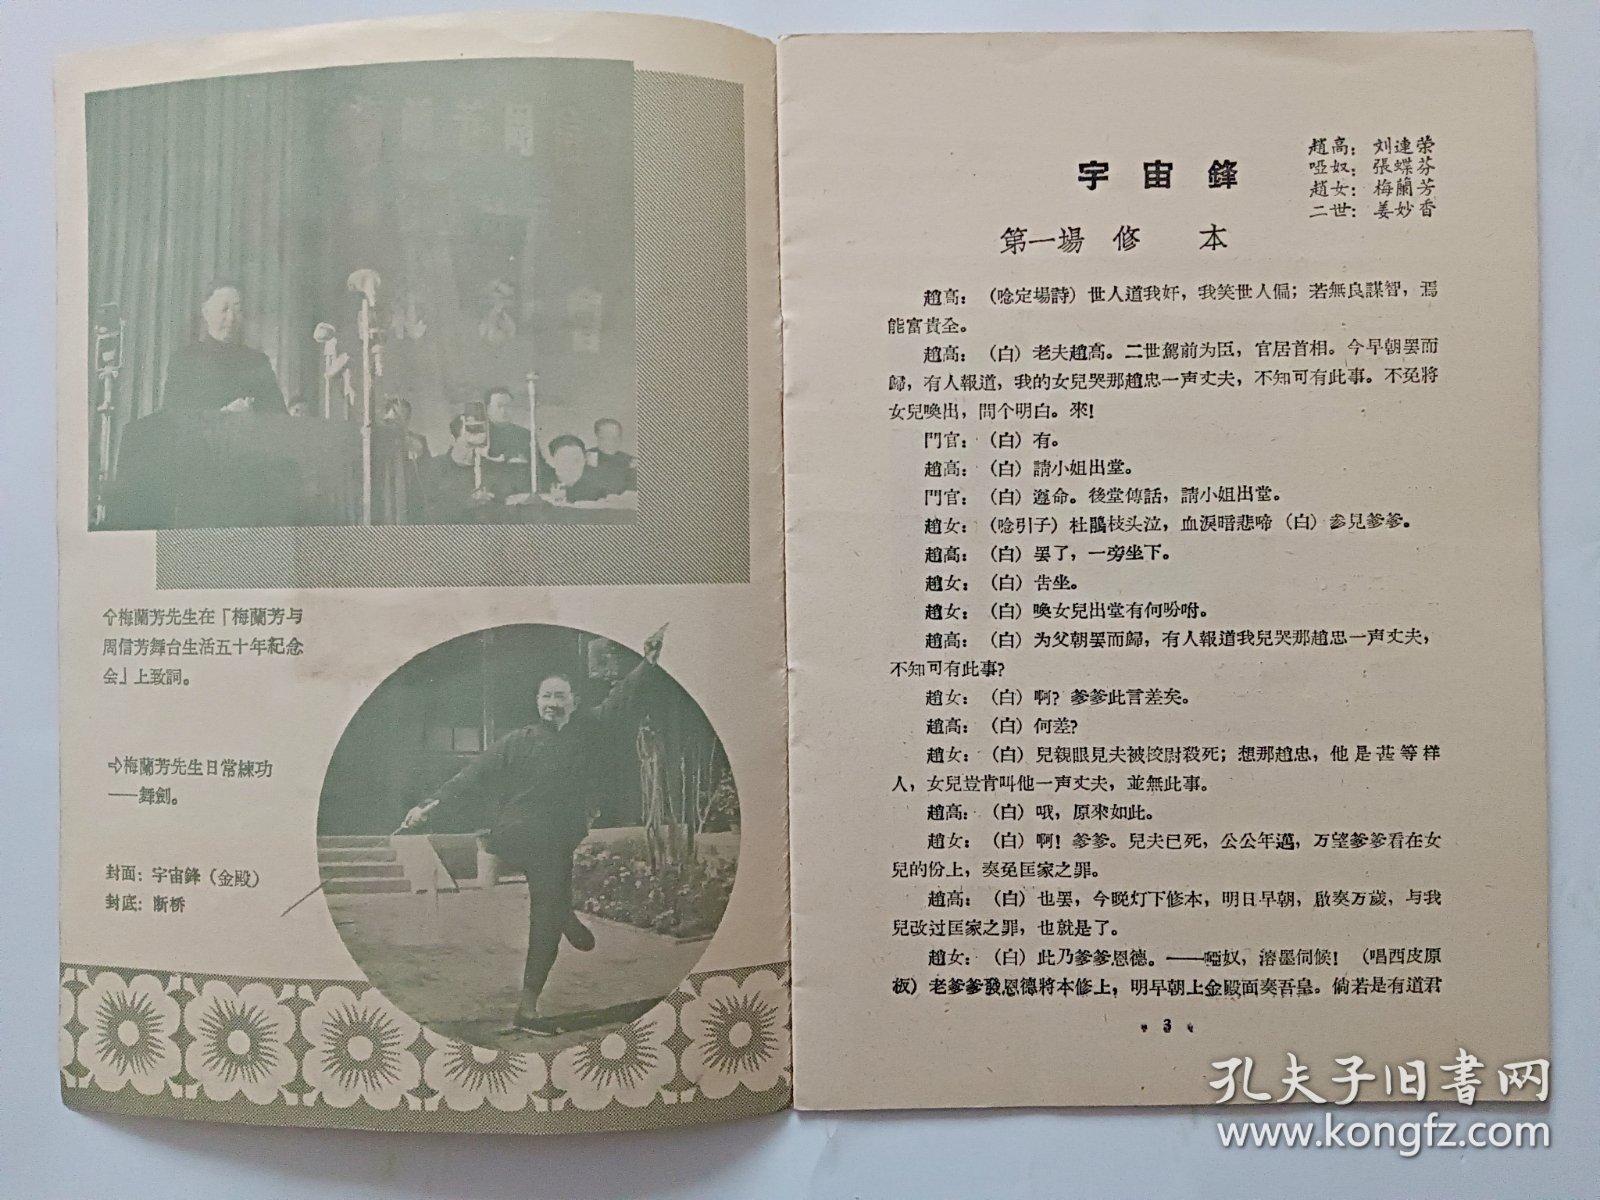 梅蘭芳先生在「梅蘭芳与
周信芳舞台生活五十年紀念
会」上致詞。
梅蘭芳先生日常練功
——舞劍。
封面：宇宙鋒（金殿）
封底：断桥
趙高：刘連荣
啞奴：張蝶芬
趙女：梅蘭芳
二世：姜妙香
宇宙鋒
第一場 修 本
趙高：（唸定場詩）世人道我奸，我笑世人偏；若無良謀智，焉
能富貴全。
趙高：（白）老夫趙高。二世駕前为臣，官居首相。今早朝罢而
歸，有人報道，我的女兒哭那趙忠一声丈夫，不知可有此事。不免將
女兒喚出，問个明白。來！
門官：（白）有。
趙高：（白）請小姐出堂。
門官：（白）遵命。後堂傳話，請小姐出堂。
趙女：（唸引子）杜鵑枝头泣，血淚暗悲啼（白）參見爹爹。
趙高：（白）罢了，一旁坐下。
趙女：（白）告坐。
趙女：（白）喚女兒出堂有何吩咐。
趙高：（白）为父朝罢而歸，有人報道我兒哭那趙忠一声丈夫，
不知可有此事？
趙女：（白）啊？爹爹此言差矣。
趙高：（白）何差？
趙女：（白）兒親眼見夫被校尉殺死；想那趙忠，他是甚等样
人，女兒豈肯叫他一声丈夫，並無此事。
趙高：（白）哦，原來如此。
趙女：（白）啊！爹爹。兒夫已死，公公年邁，万望爹爹看在女
兒的份上，奏免匡家之罪。
趙高：（白）也罢，今晚灯下修本，明日早朝，啟奏万歲，与我
兒改过匡家之罪，也就是了。
趙女：（白）此乃爹爹恩德。——啞奴，溶墨伺候！（唱西皮原
板）老爹爹發恩德將本修上，明早朝上金殿面奏吾皇。倘若是有道君
3
孔夫子旧書网
www.kongfz.com